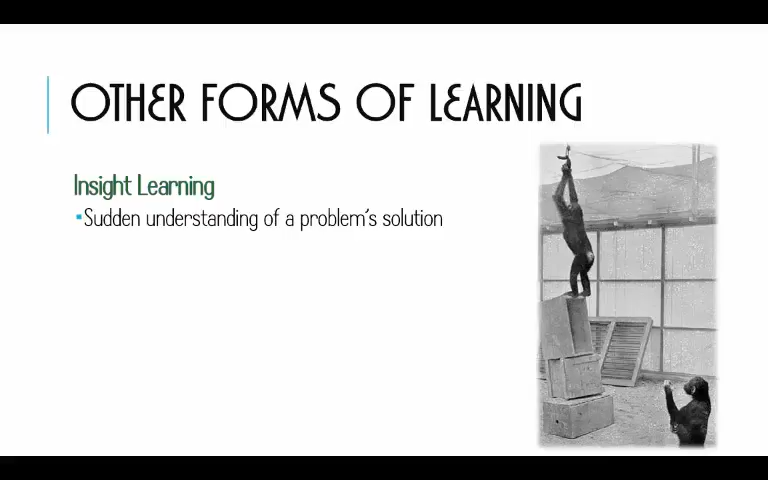 OTHER FORMS OF LEARNING
Insight Learning
▪Sudden understanding of a problem's solution